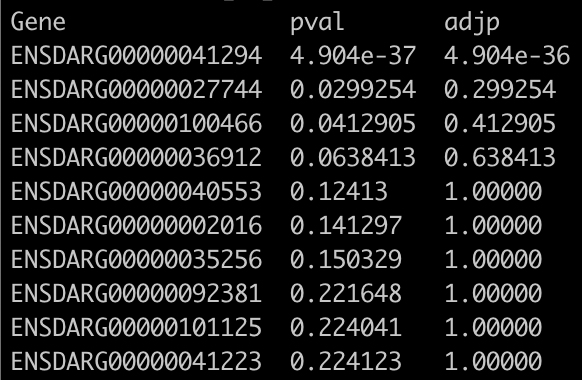 Gene pval adjp
ENSDARG00000041294 4.904e-37 4.904e-36
ENSDARG00000027744 0.0299254 0.299254
ENSDARG00000100466 0.0412905 0.412905
ENSDARG00000036912 0.0638413 0.638413
ENSDARG00000040553 0.12413 1.00000
ENSDARG00000002016 0.141297 1.00000
ENSDARG00000035256 0.150329 1.00000
ENSDARG00000092381 0.221648 1.00000
ENSDARG00000101125 0.224041 1.00000
ENSDARG00000041223 0.224123 1.00000